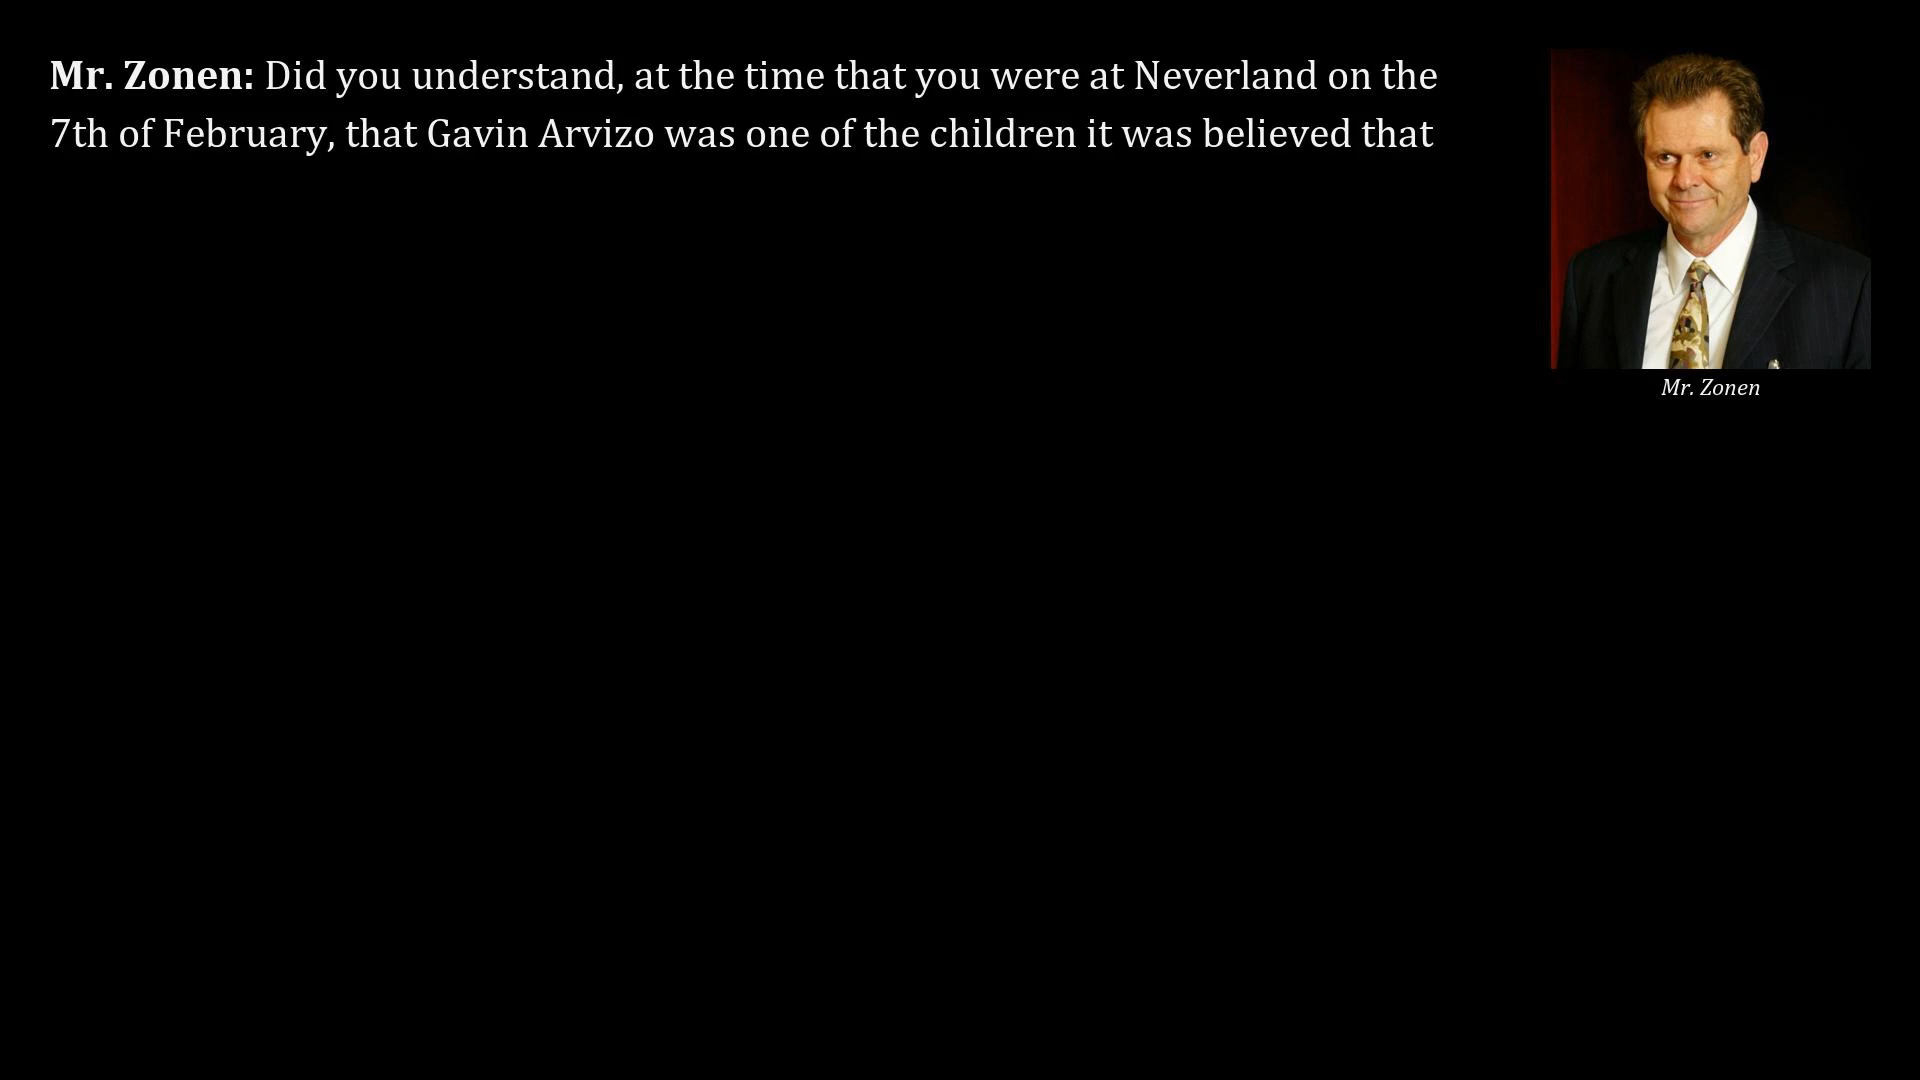 Mr. Zonen: Did you understand, at the time that you were at Neverland on the
7th of February, that Gavin Arvizo was one of the children it was believed that
Mr. Zonen